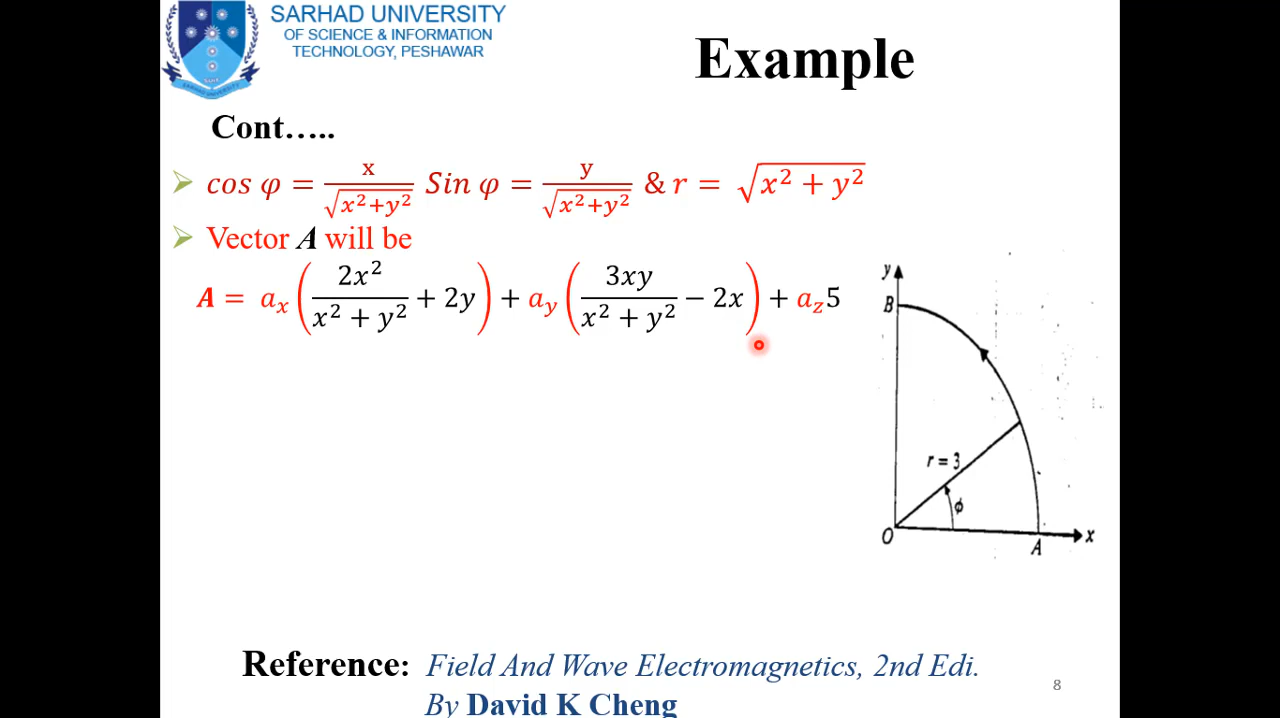 SARHAD UNIVERSITY
OF SCIENCE & INFORMATION
TECHNOLOGY, PESHAWAR
Example
Cont…..
➢ cos φ = x/√(x²+y²) Sin φ = y/√(x²+y²) & r = √(x² + y²)
➢ Vector A will be
A = aₓ(2x²/(x² + y²) + 2y) + a_y(3xy/(x² + y²) − 2x) + a_z5
y
B
r = 3
ϕ
O
A
x
Reference: Field And Wave Electromagnetics, 2nd Edi.
By David K Cheng
8